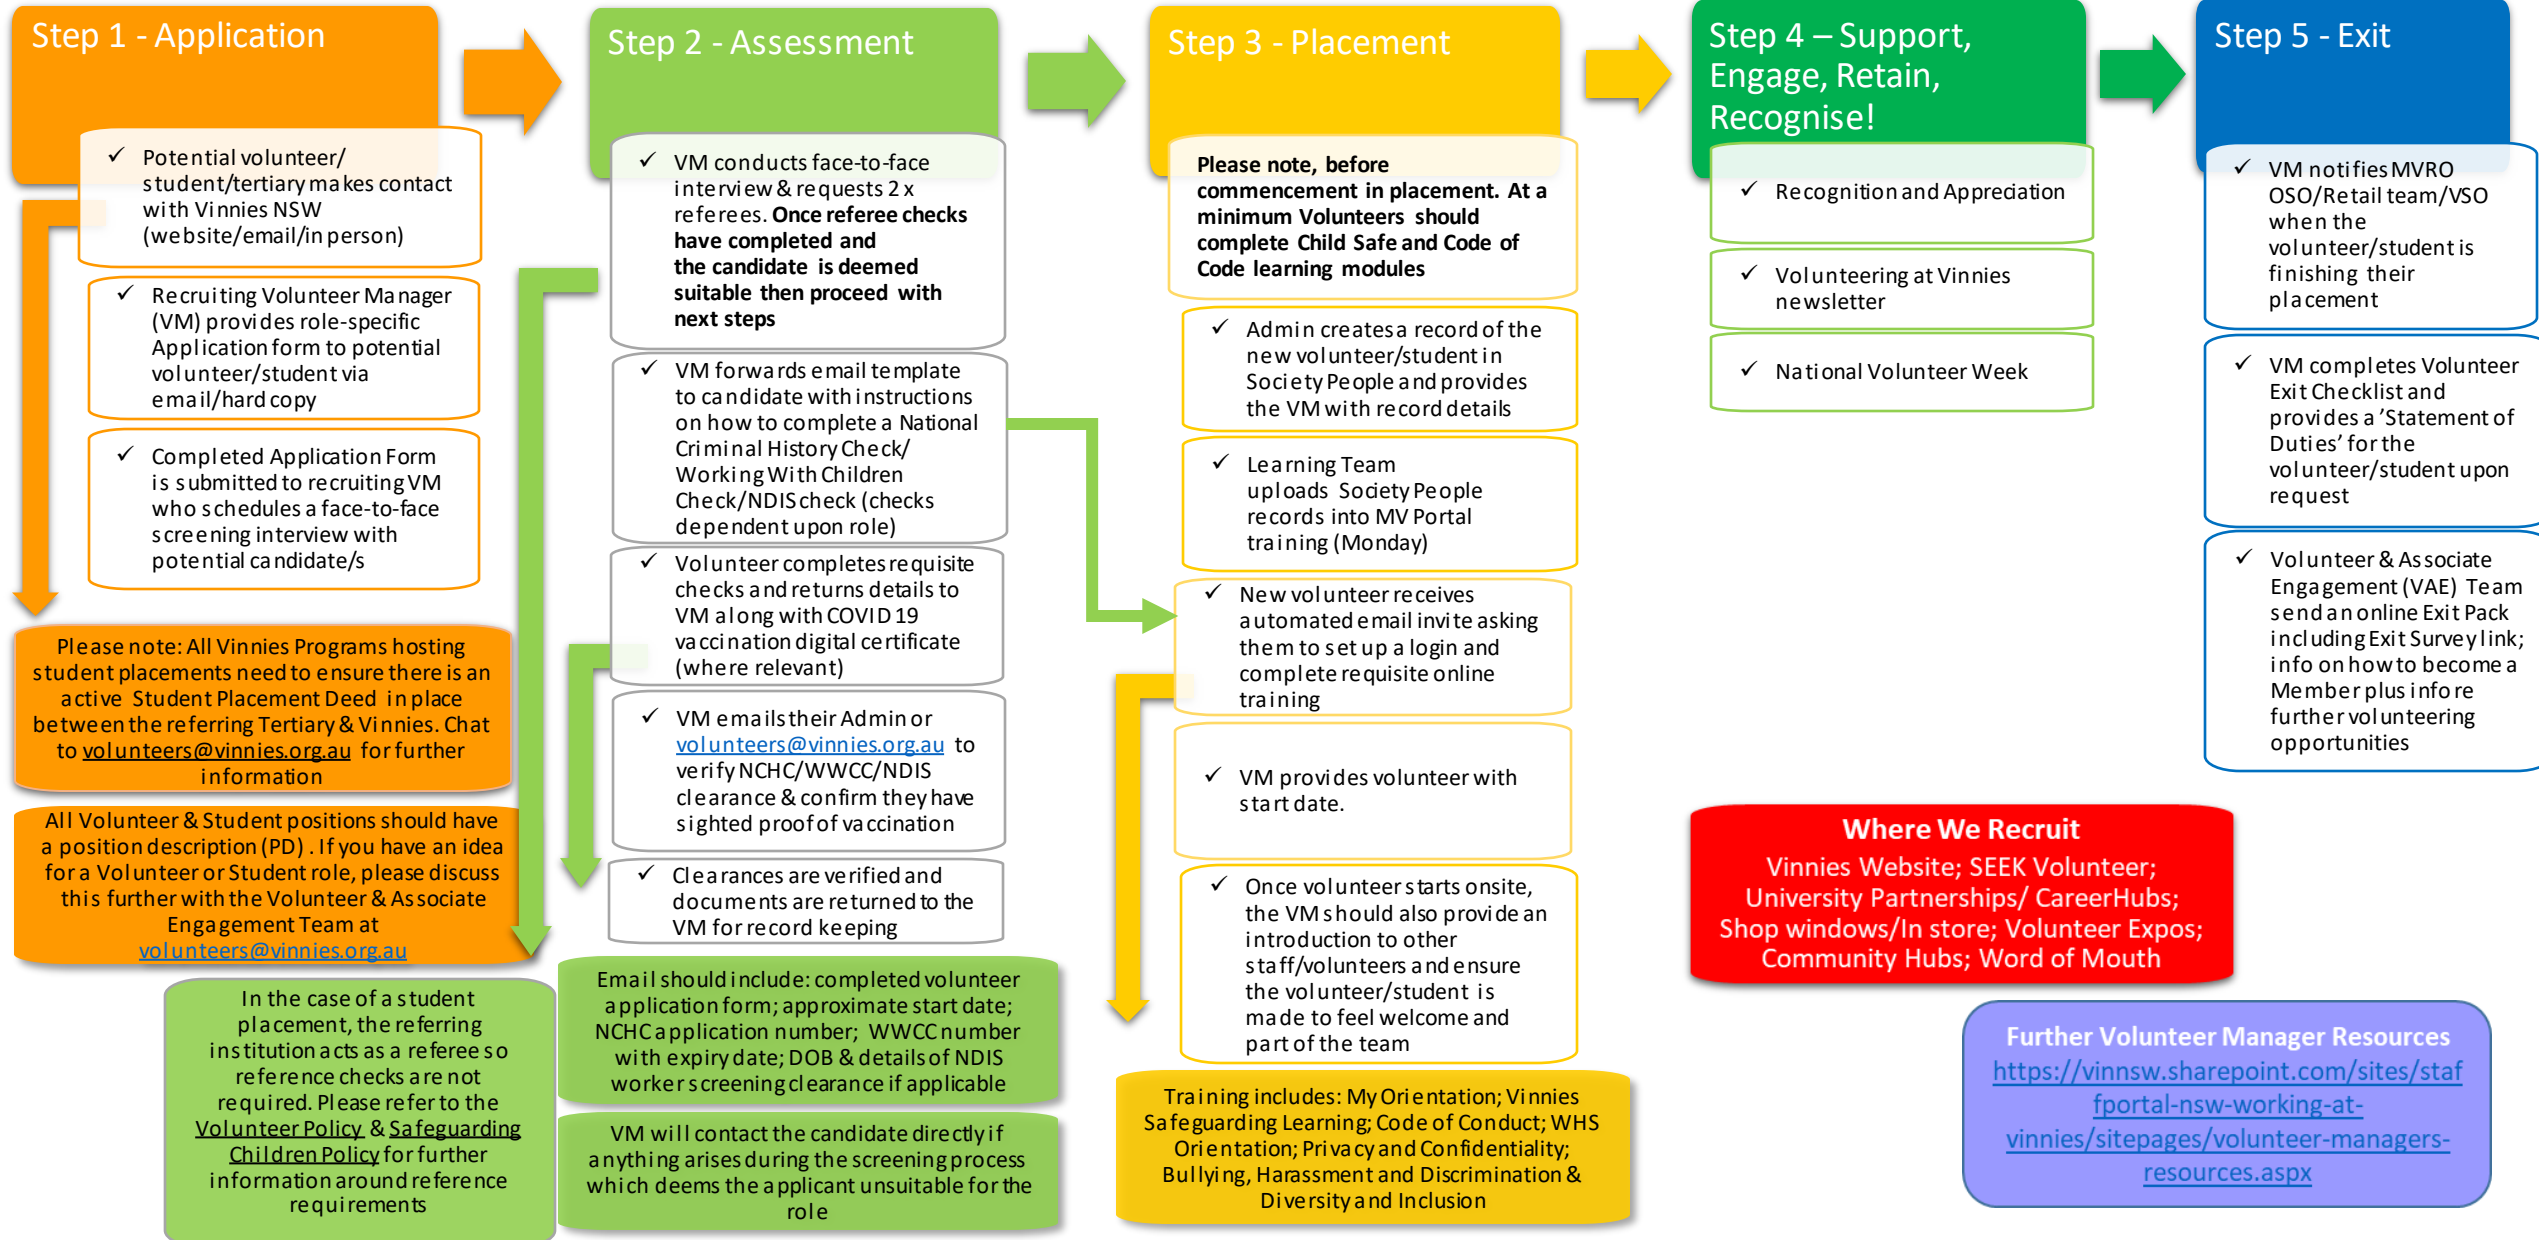 Step 1 - Application
Potential volunteer/
student/tertiary makes contact
with Vinnies NSW
(website/email/in person)
Recruiting Volunteer Manager
(VM) provides role-specific
Application form to potential
volunteer/student via
email/hard copy
Completed Application Form
is submitted to recruiting VM
who schedules a face-to-face
screening interview with
potential candidate/s
Please note: All Vinnies Programs hosting
student placements need to ensure there is an
active Student Placement Deed in place
between the referring Tertiary & Vinnies. Chat
to volunteers@vinnies.org.au for further
information
All Volunteer & Student positions should have
a position description (PD) . If you have an idea
for a Volunteer or Student role, please discuss
this further with the Volunteer & Associate
Engagement Team at
volunteers@vinnies.org.au
Step 2 - Assessment
VM conducts face-to-face
interview & requests 2 x
referees. Once referee checks
have completed and
the candidate is deemed
suitable then proceed with
next steps
VM forwards email template
to candidate with instructions
on how to complete a National
Criminal History Check/
Working With Children
Check/NDIS check (checks
dependent upon role)
Volunteer completes requisite
checks and returns details to
VM along with COVID 19
vaccination digital certificate
(where relevant)
VM emails their Admin or
volunteers@vinnies.org.au to
verify NCHC/WWCC/NDIS
clearance & confirm they have
sighted proof of vaccination
Clearances are verified and
documents are returned to the
VM for record keeping
In the case of a student
placement, the referring
institution acts as a referee so
reference checks are not
required. Please refer to the
Volunteer Policy & Safeguarding
Children Policy for further
information around reference
requirements
Email should include: completed volunteer
application form; approximate start date;
NCHC application number; WWCC number
with expiry date; DOB & details of NDIS
worker screening clearance if applicable
VM will contact the candidate directly if
anything arises during the screening process
which deems the applicant unsuitable for the
role
Step 3 - Placement
Please note, before
commencement in placement. At a
minimum Volunteers should
complete Child Safe and Code of
Code learning modules
Admin creates a record of the
new volunteer/student in
Society People and provides
the VM with record details
Learning Team
uploads Society People
records into MV Portal
training (Monday)
New volunteer receives
automated email invite asking
them to set up a login and
complete requisite online
training
VM provides volunteer with
start date.
Once volunteer starts onsite,
the VM should also provide an
introduction to other
staff/volunteers and ensure
the volunteer/student is
made to feel welcome and
part of the team
Training includes: My Orientation; Vinnies
Safeguarding Learning; Code of Conduct; WHS
Orientation; Privacy and Confidentiality;
Bullying, Harassment and Discrimination &
Diversity and Inclusion
Step 4 – Support,
Engage, Retain,
Recognise!
Recognition and Appreciation
Volunteering at Vinnies
newsletter
National Volunteer Week
Step 5 - Exit
VM notifies MVRO
OSO/Retail team/VSO
when the
volunteer/student is
finishing their
placement
VM completes Volunteer
Exit Checklist and
provides a ’Statement of
Duties’ for the
volunteer/student upon
request
Volunteer & Associate
Engagement (VAE) Team
send an online Exit Pack
including Exit Survey link;
info on how to become a
Member plus info re
further volunteering
opportunities
Where We Recruit
Vinnies Website; SEEK Volunteer;
University Partnerships/ CareerHubs;
Shop windows/In store; Volunteer Expos;
Community Hubs; Word of Mouth
Further Volunteer Manager Resources
https://vinnsw.sharepoint.com/sites/staf
fportal-nsw-working-at-
vinnies/sitepages/volunteer-managers-
resources.aspx